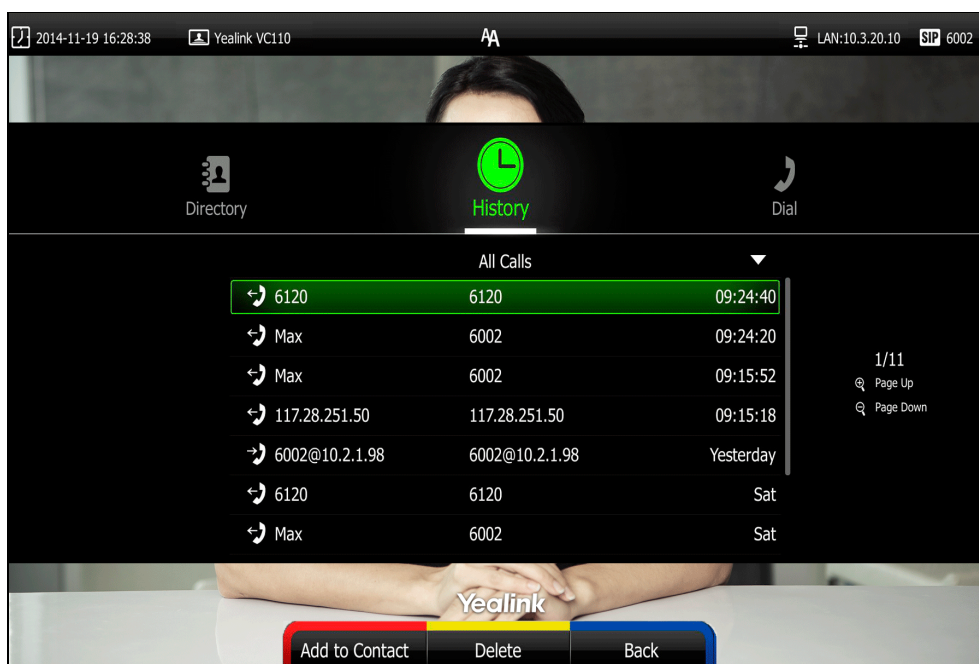 2014-11-19 16:28:38 Yealink VC110 AA LAN:10.3.20.10 SIP 6002
Directory History Dial
All Calls
6120 6120 09:24:40
Max 6002 09:24:20
Max 6002 09:15:52
117.28.251.50 117.28.251.50 09:15:18
6002@10.2.1.98 6002@10.2.1.98 Yesterday
6120 6120 Sat
Max 6002 Sat
1/11
Page Up
Page Down
Yealink
Add to Contact Delete Back